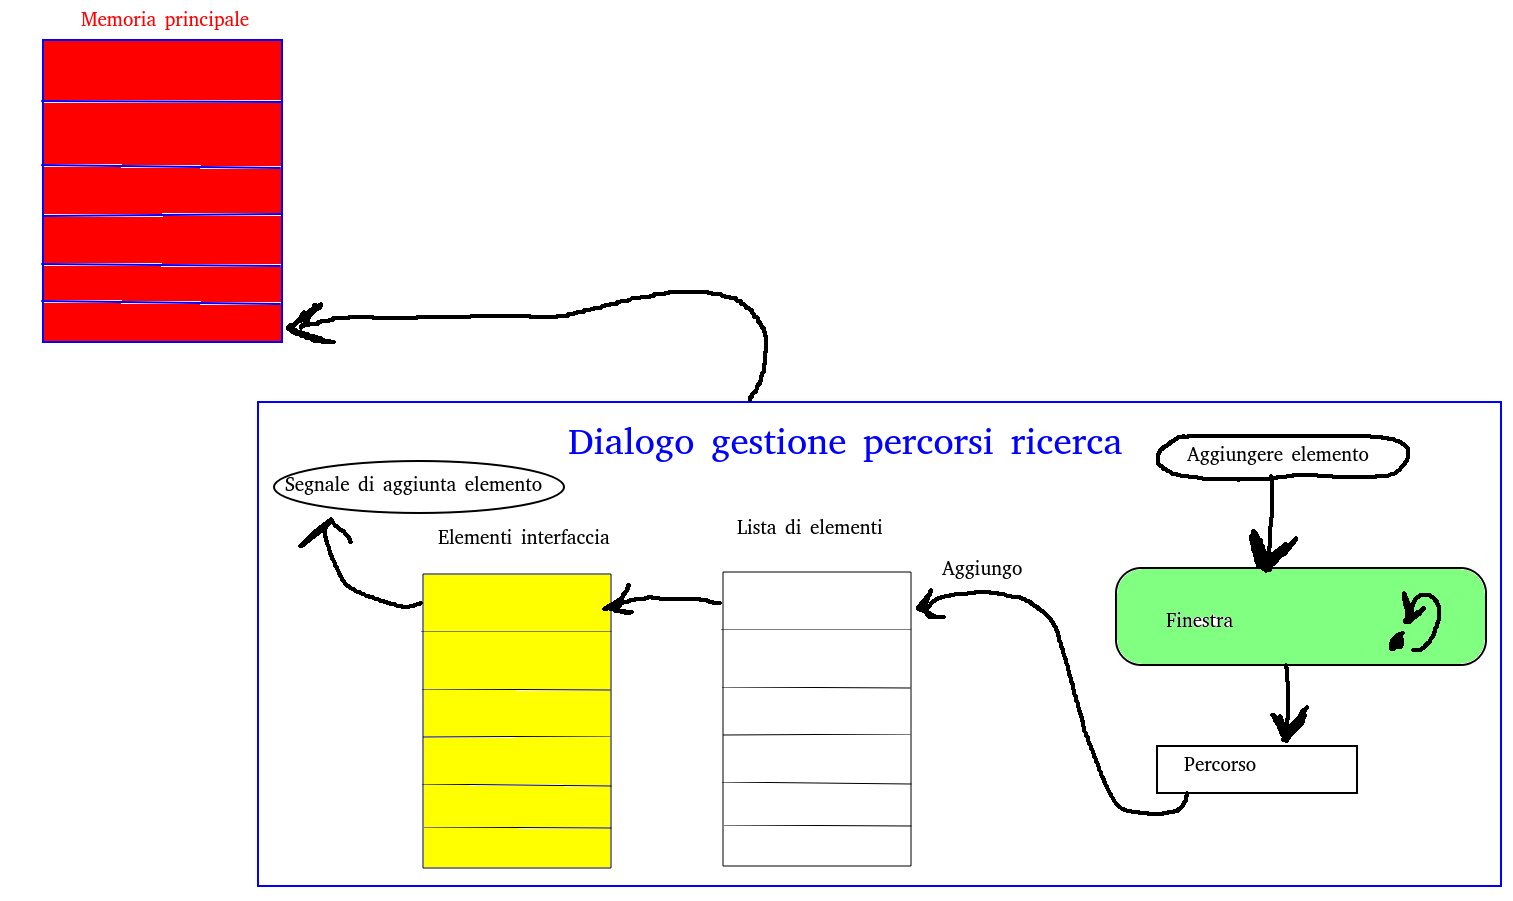 Memoria principale
Dialogo gestione percorsi ricerca
Aggiungere elemento
Segnale di aggiunta elemento
Elementi interfaccia
Lista di elementi
Aggiungo
Finestra
Percorso